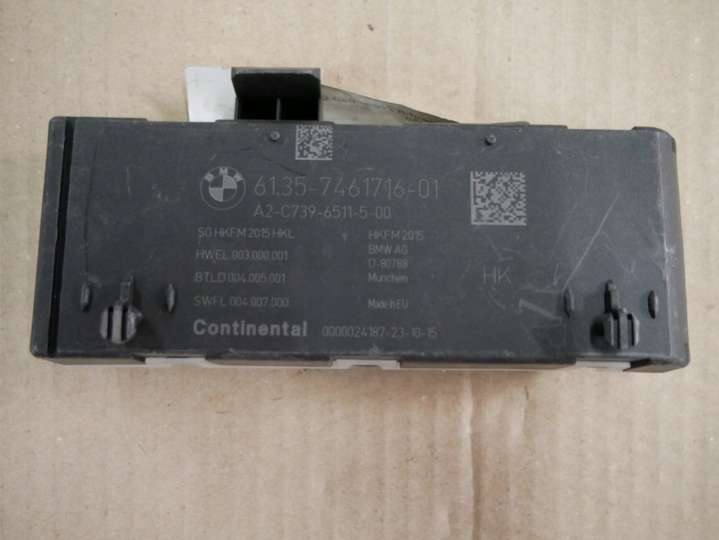 BMW
61.35-7461716-01
A2-C739-6511-5-00
SG HKFM 2015 HKL
HWEL 003.000.001
BTLD 004.005.001
SWFL 004.007.000
HKFM 2015
BMW AG
D-80788
Munchen
Made in EU
HK
Continental 0000024187-23-10-15